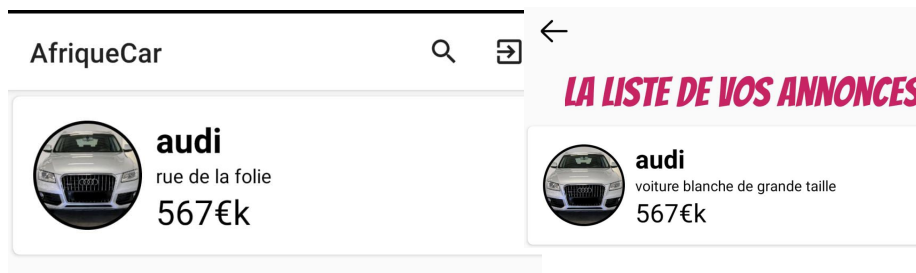 AfriqueCar
audi
rue de la folie
567€k
LA LISTE DE VOS ANNONCES
audi
voiture blanche de grande taille
567€k